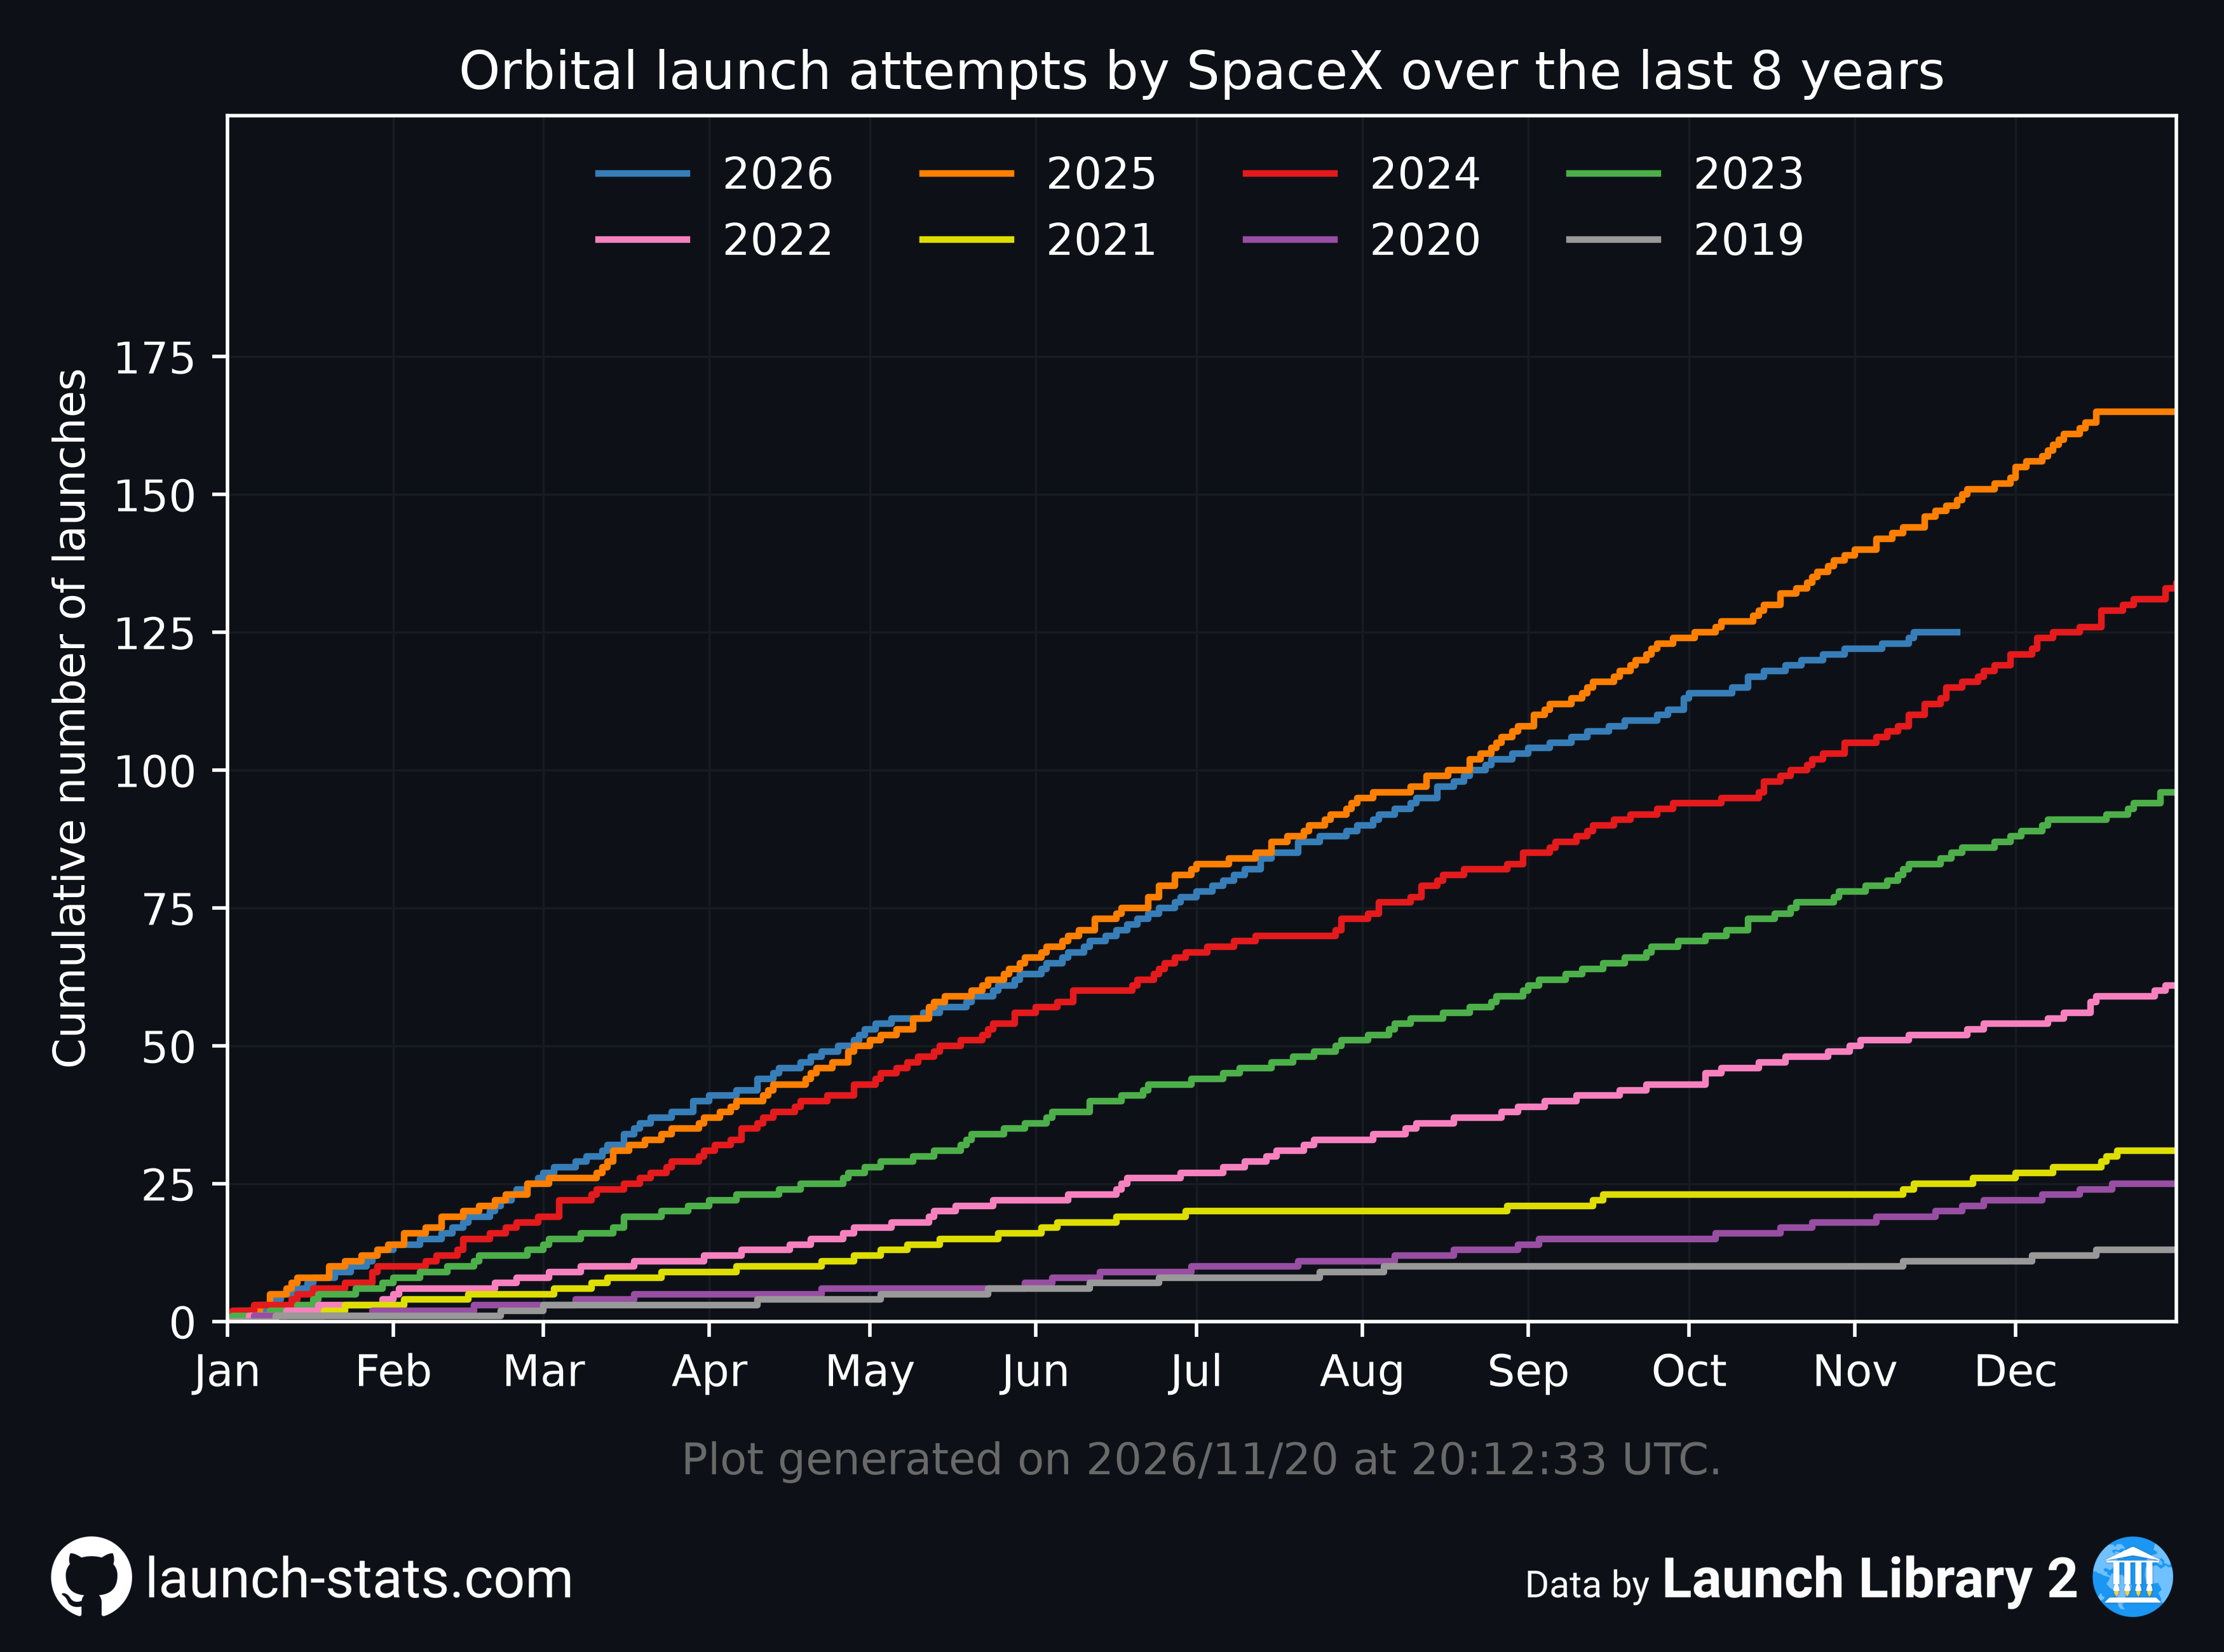 Orbital launch attempts by SpaceX over the last 8 years
2026 2025 2024 2023
2022 2021 2020 2019
Cumulative number of launches
175
150
125
100
75
50
25
0
Jan Feb Mar Apr May Jun Jul Aug Sep Oct Nov Dec
Plot generated on 2026/11/20 at 20:12:33 UTC.
launch-stats.com
Data by Launch Library 2